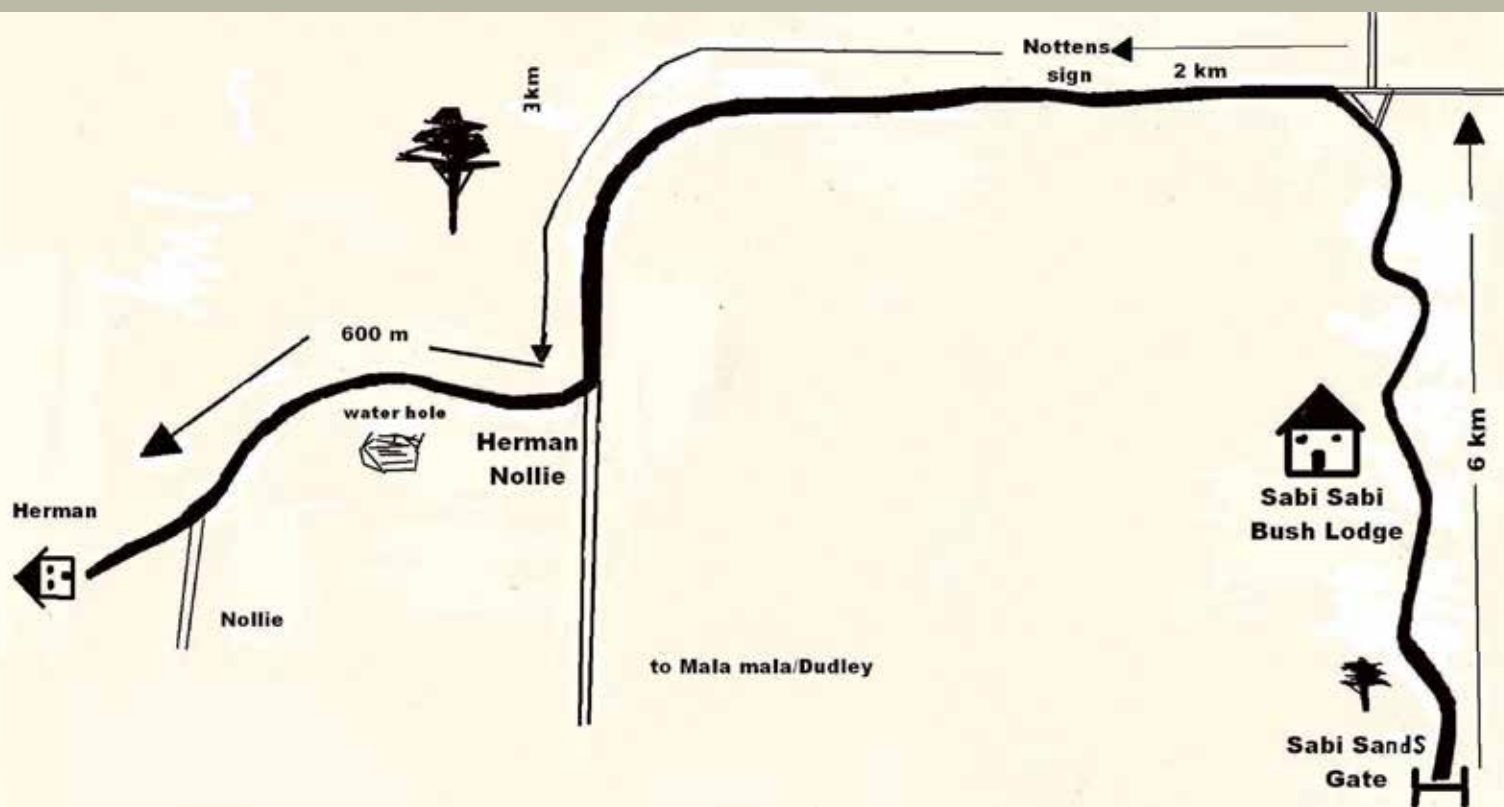 Nottens
sign
2 km
3km
600 m
water hole
Herman
Nollie
Herman
Nollie
Sabi Sabi
Bush Lodge
6 km
to Mala mala/Dudley
Sabi SandS
Gate